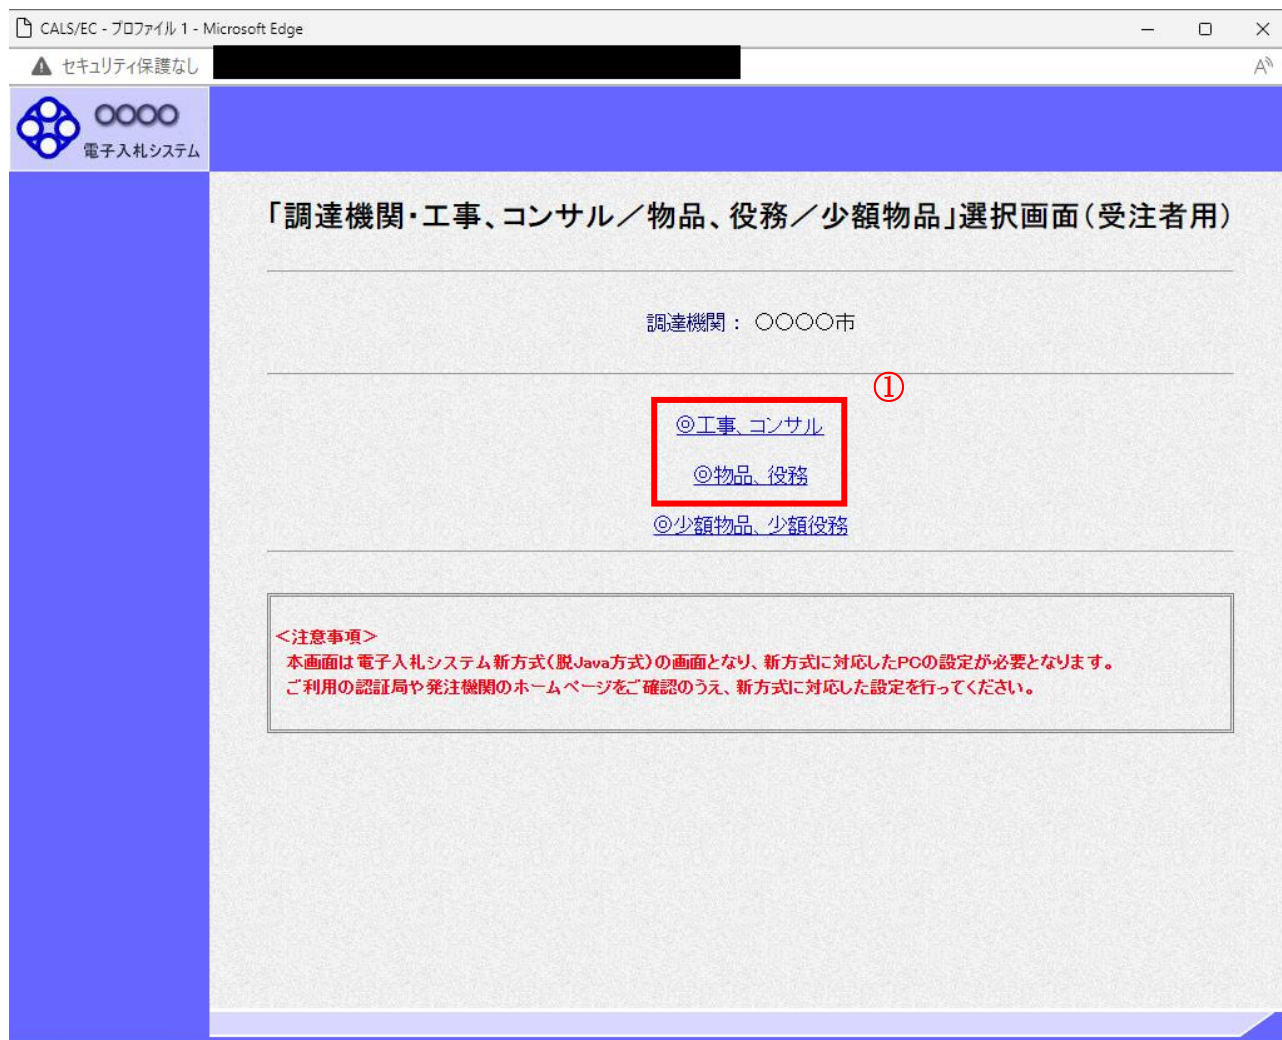 CALS/EC - プロファイル 1 - Microsoft Edge
セキュリティ保護なし
○○○○
電子入札システム
「調達機関・工事、コンサル／物品、役務／少額物品」選択画面（受注者用）
調達機関： ○○○○市
①
◎工事、コンサル
◎物品、役務
◎少額物品、少額役務
＜注意事項＞
本画面は電子入札システム新方式（脱Java方式）の画面となり、新方式に対応したPCの設定が必要となります。
ご利用の認証局や発注機関のホームページをご確認のうえ、新方式に対応した設定を行ってください。